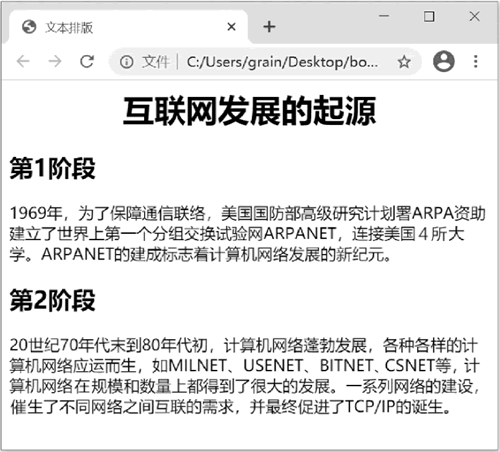 文本排版
文件 | C:/Users/grain/Desktop/bo...
互联网发展的起源
第1阶段
1969年，为了保障通信联络，美国国防部高级研究计划署ARPA资助
建立了世界上第一个分组交换试验网ARPANET，连接美国４所大
学。ARPANET的建成标志着计算机网络发展的新纪元。
第2阶段
20世纪70年代末到80年代初，计算机网络蓬勃发展，各种各样的计
算机网络应运而生，如MILNET、USENET、BITNET、CSNET等，计
算机网络在规模和数量上都得到了很大的发展。一系列网络的建设，
催生了不同网络之间互联的需求，并最终促进了TCP/IP的诞生。